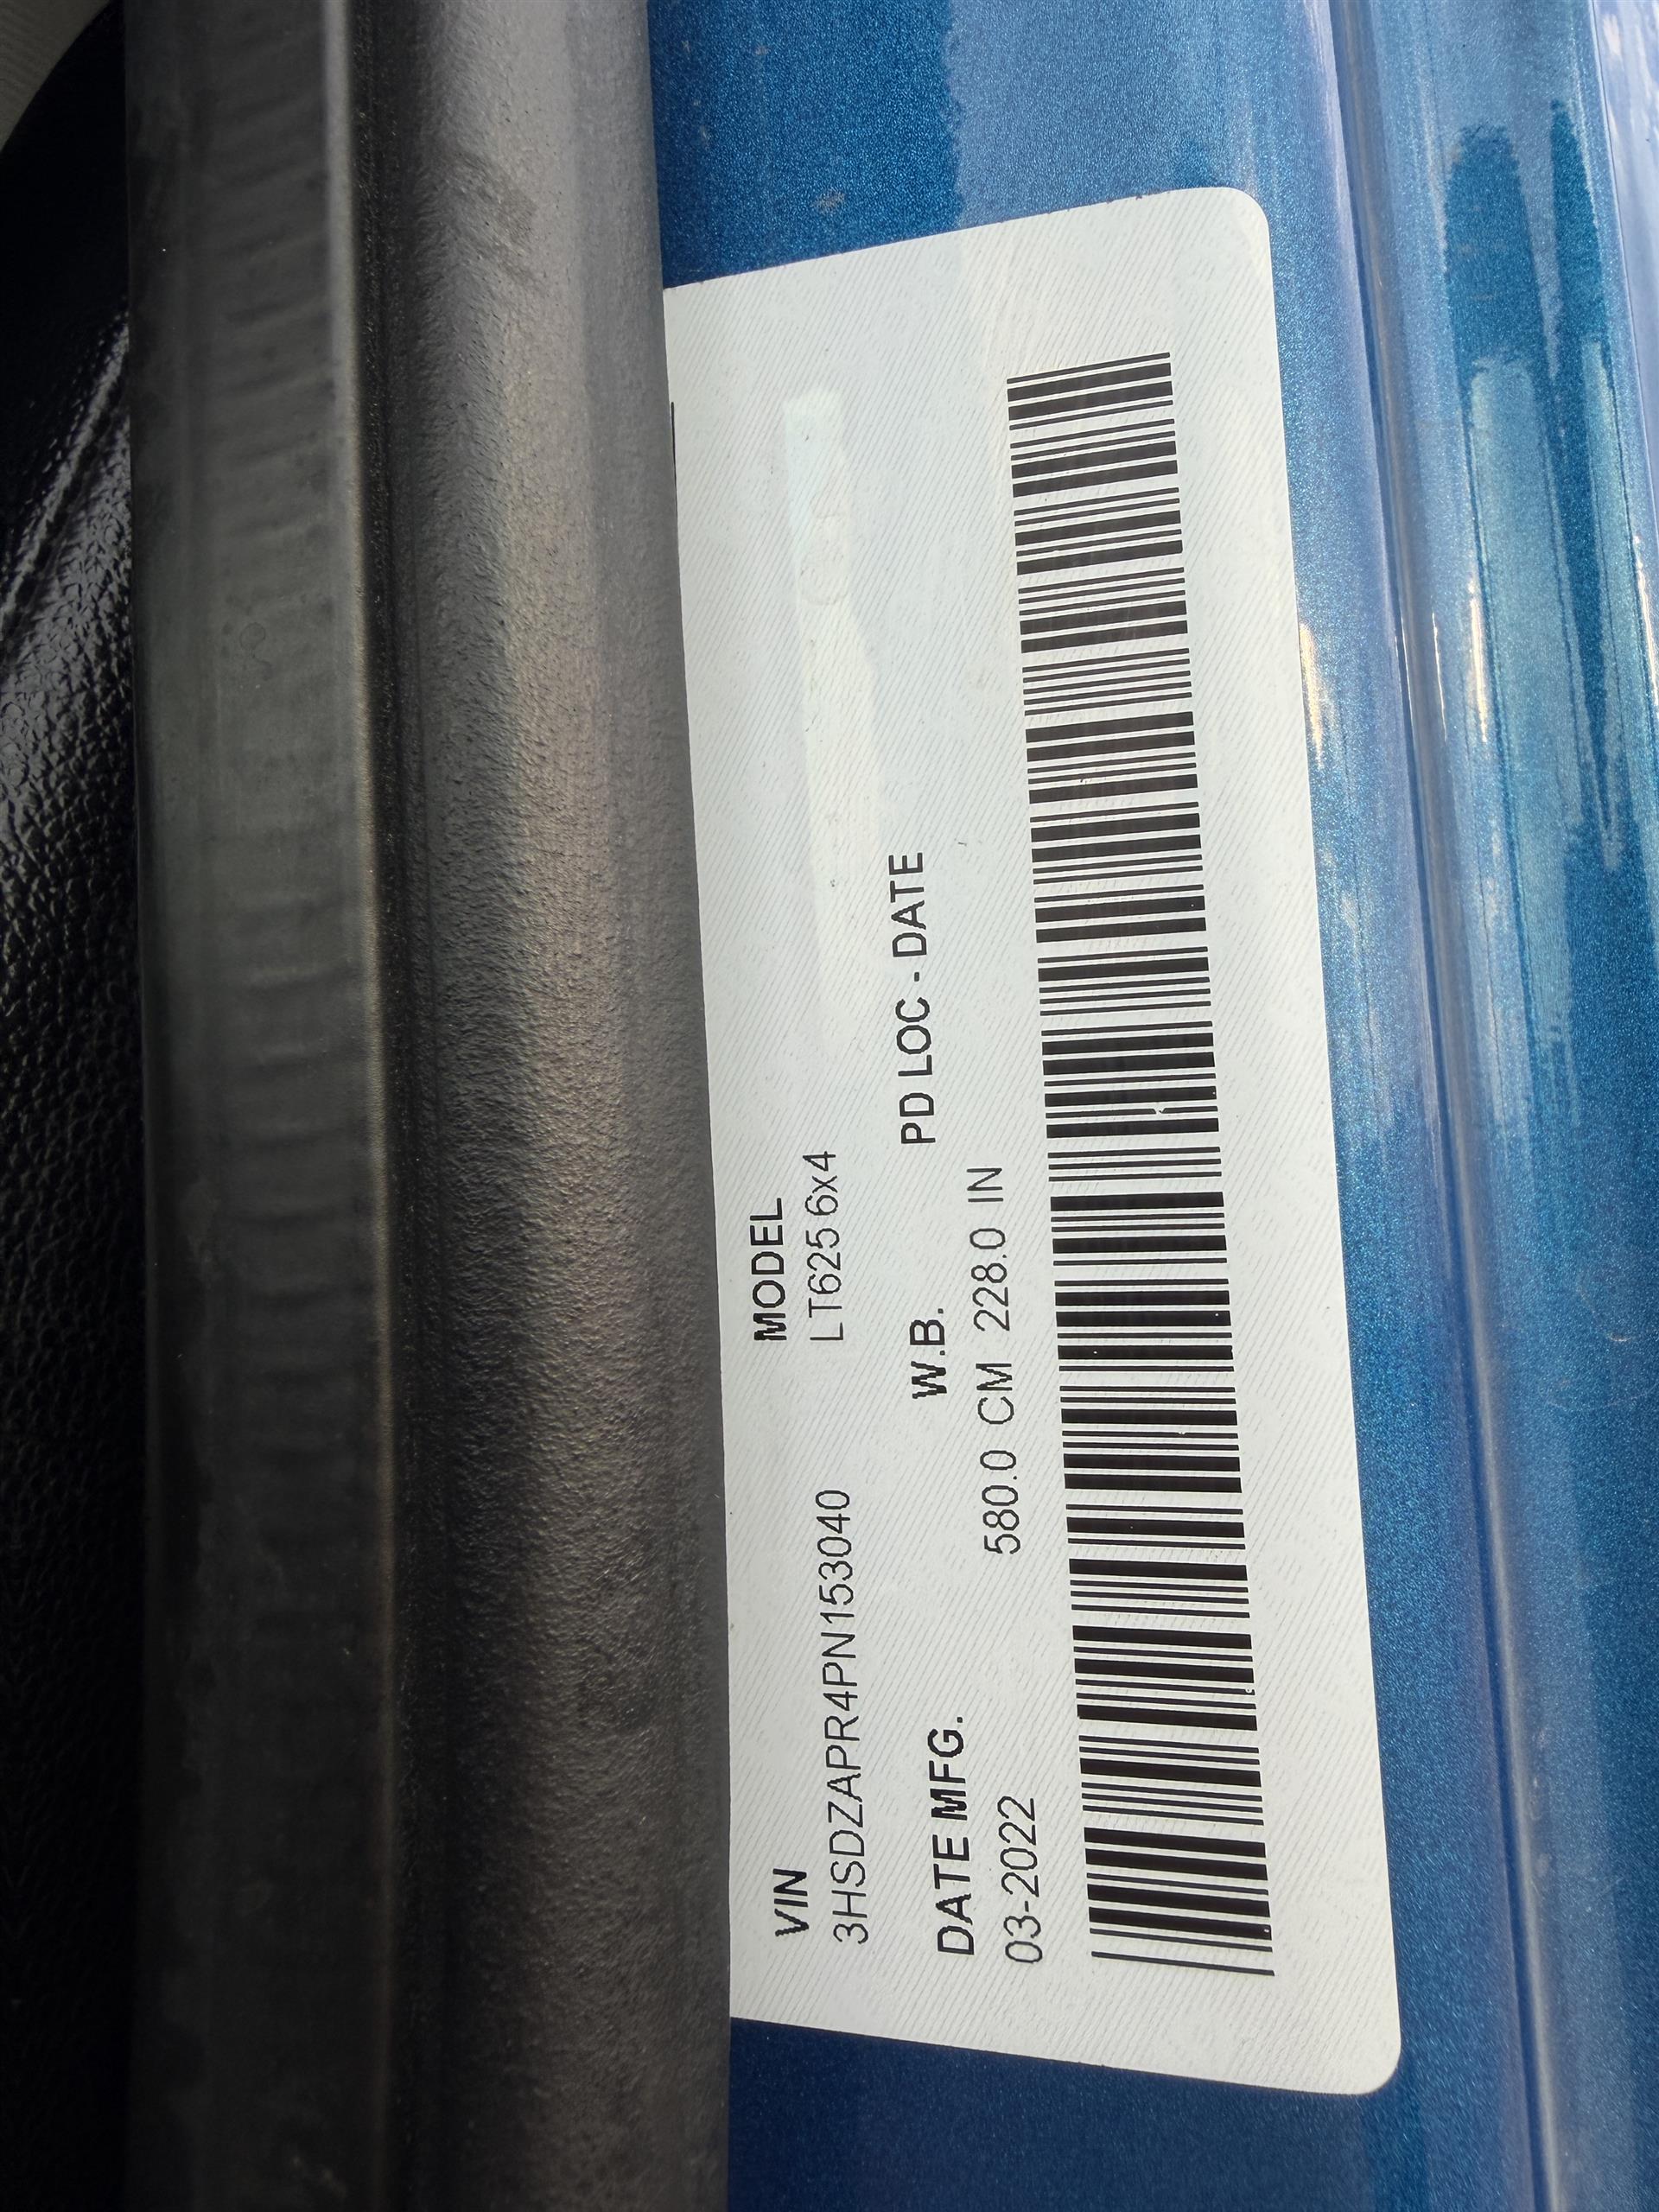 VIN MODEL
3HSDZAPR4PN153040 LT625 6x4
DATE MFG. W.B. PD LOC - DATE
03-2022 580.0 CM 228.0 IN